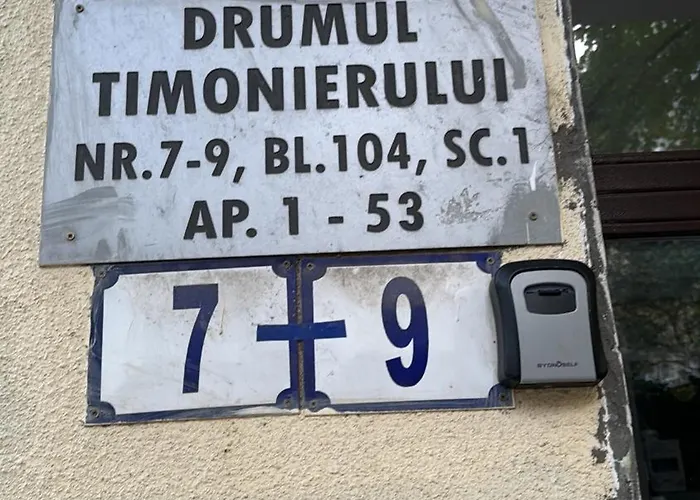 DRUMUL
TIMONIERULUI
NR.7-9, BL.104, SC.1
AP. 1 - 53
7 - 9